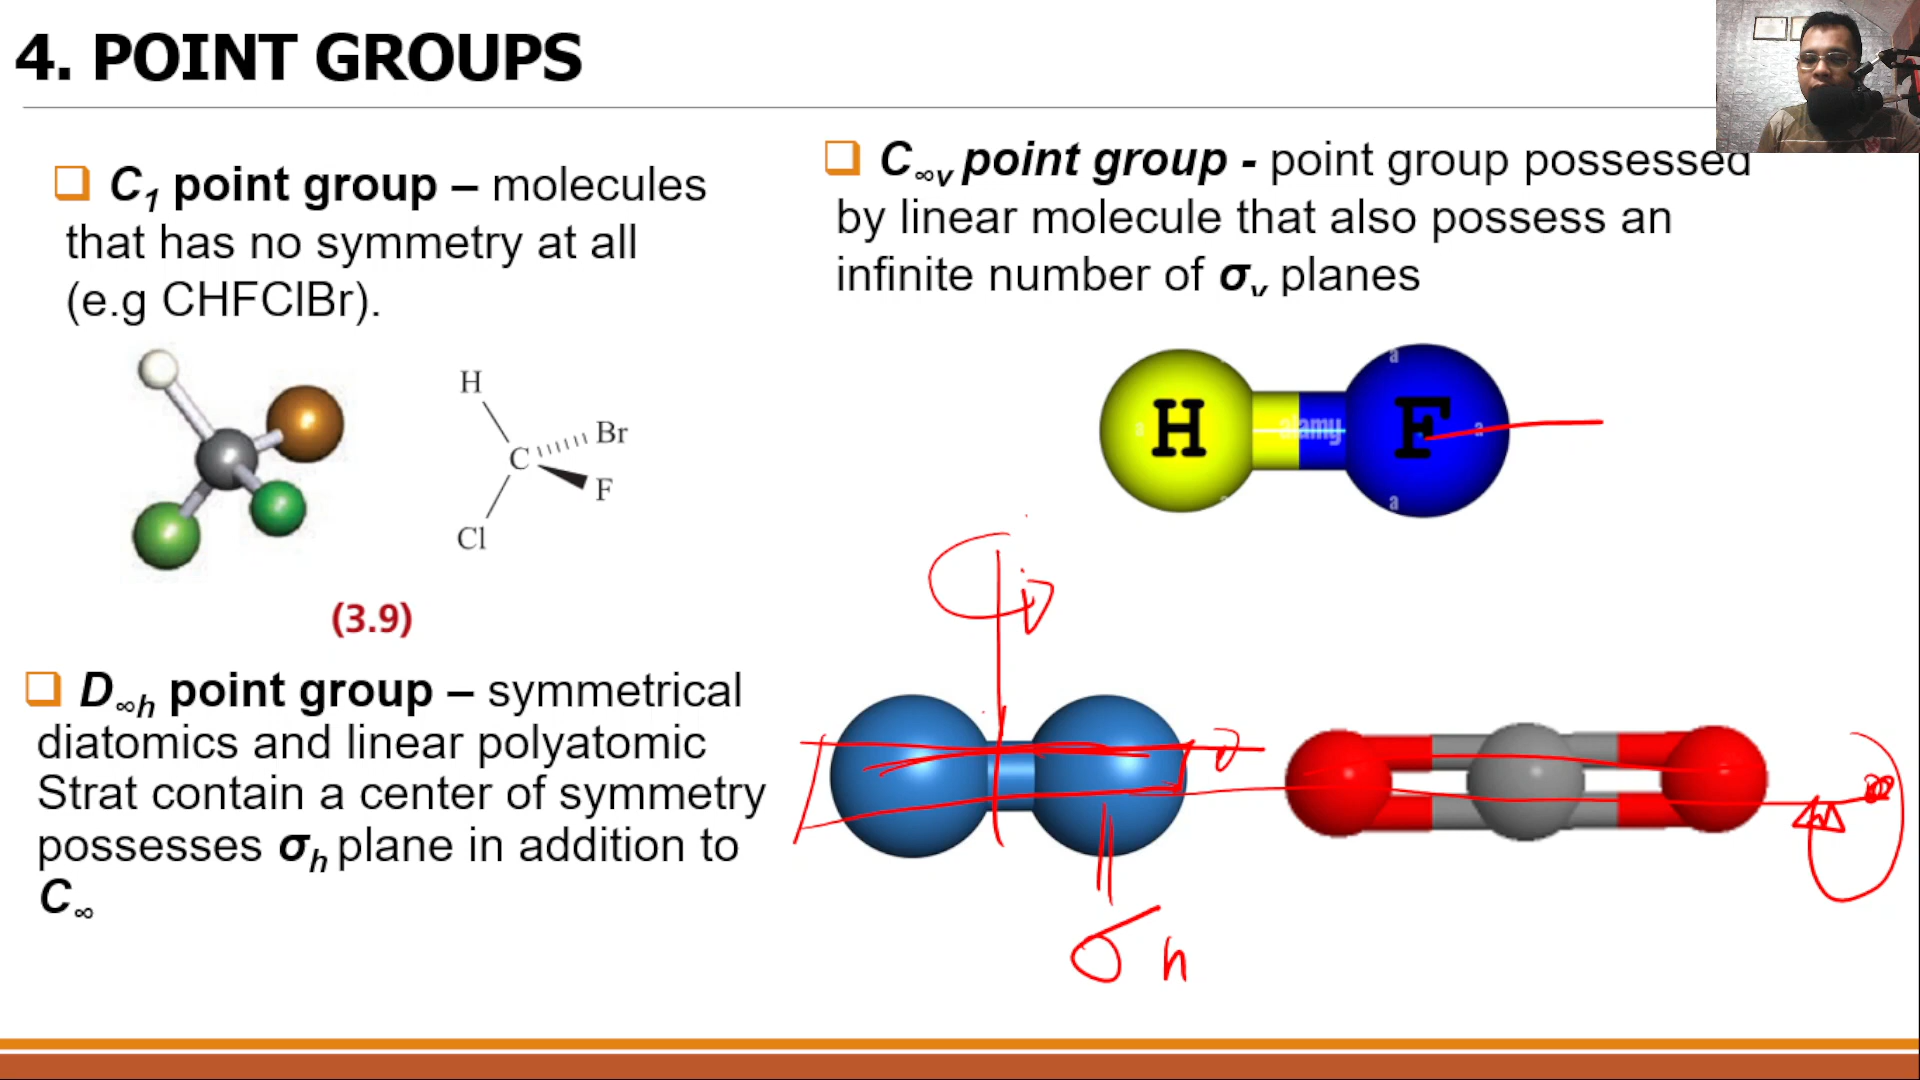 4. POINT GROUPS
C1 point group – molecules
that has no symmetry at all
(e.g CHFClBr).
H
Br
C
F
Cl
(3.9)
D∞h point group – symmetrical
diatomics and linear polyatomic
Strat contain a center of symmetry
possesses σh plane in addition to
C∞
C∞v point group - point group possessed
by linear molecule that also possess an
infinite number of σv planes
H
F
a
a
alamy
a
a
σ h